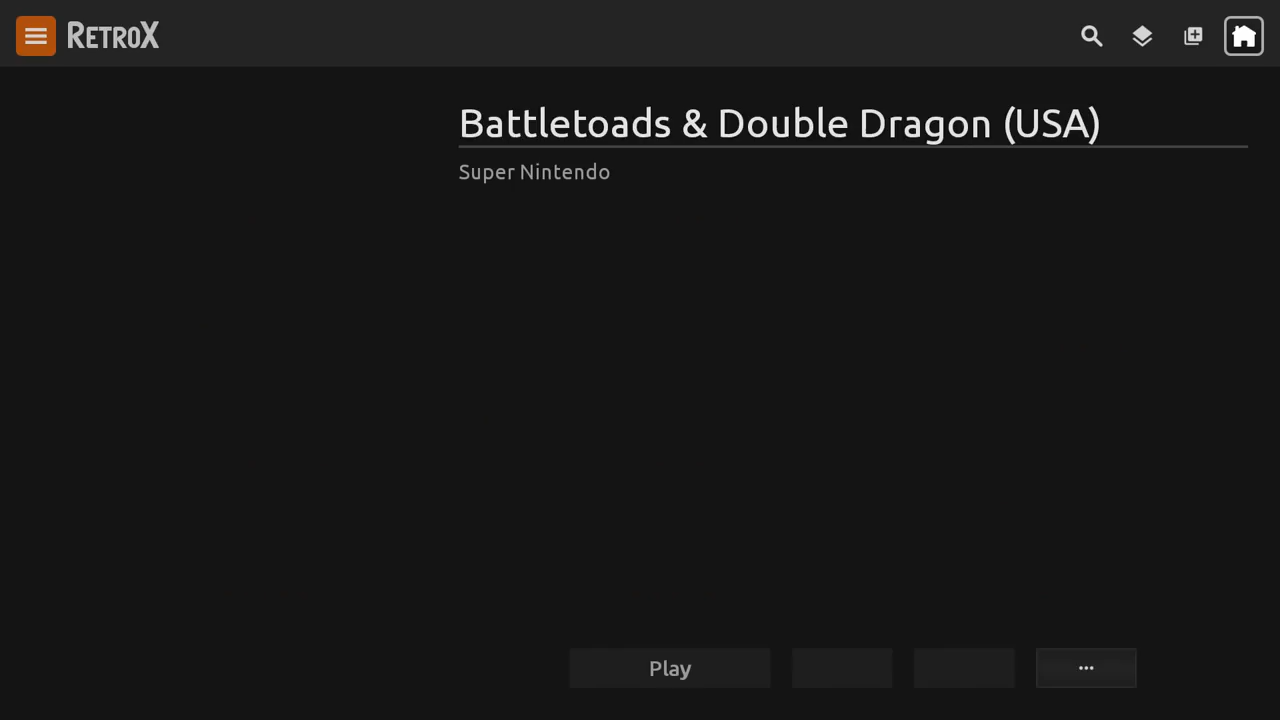 RETROX
Battletoads & Double Dragon (USA)
Super Nintendo
Play
...